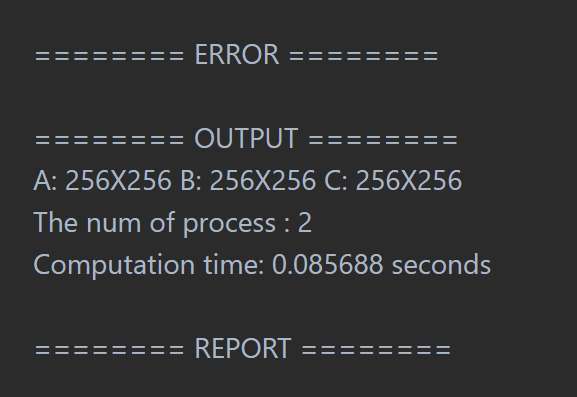 ======== ERROR ========
======== OUTPUT ========
A: 256X256 B: 256X256 C: 256X256
The num of process : 2
Computation time: 0.085688 seconds
======== REPORT ========